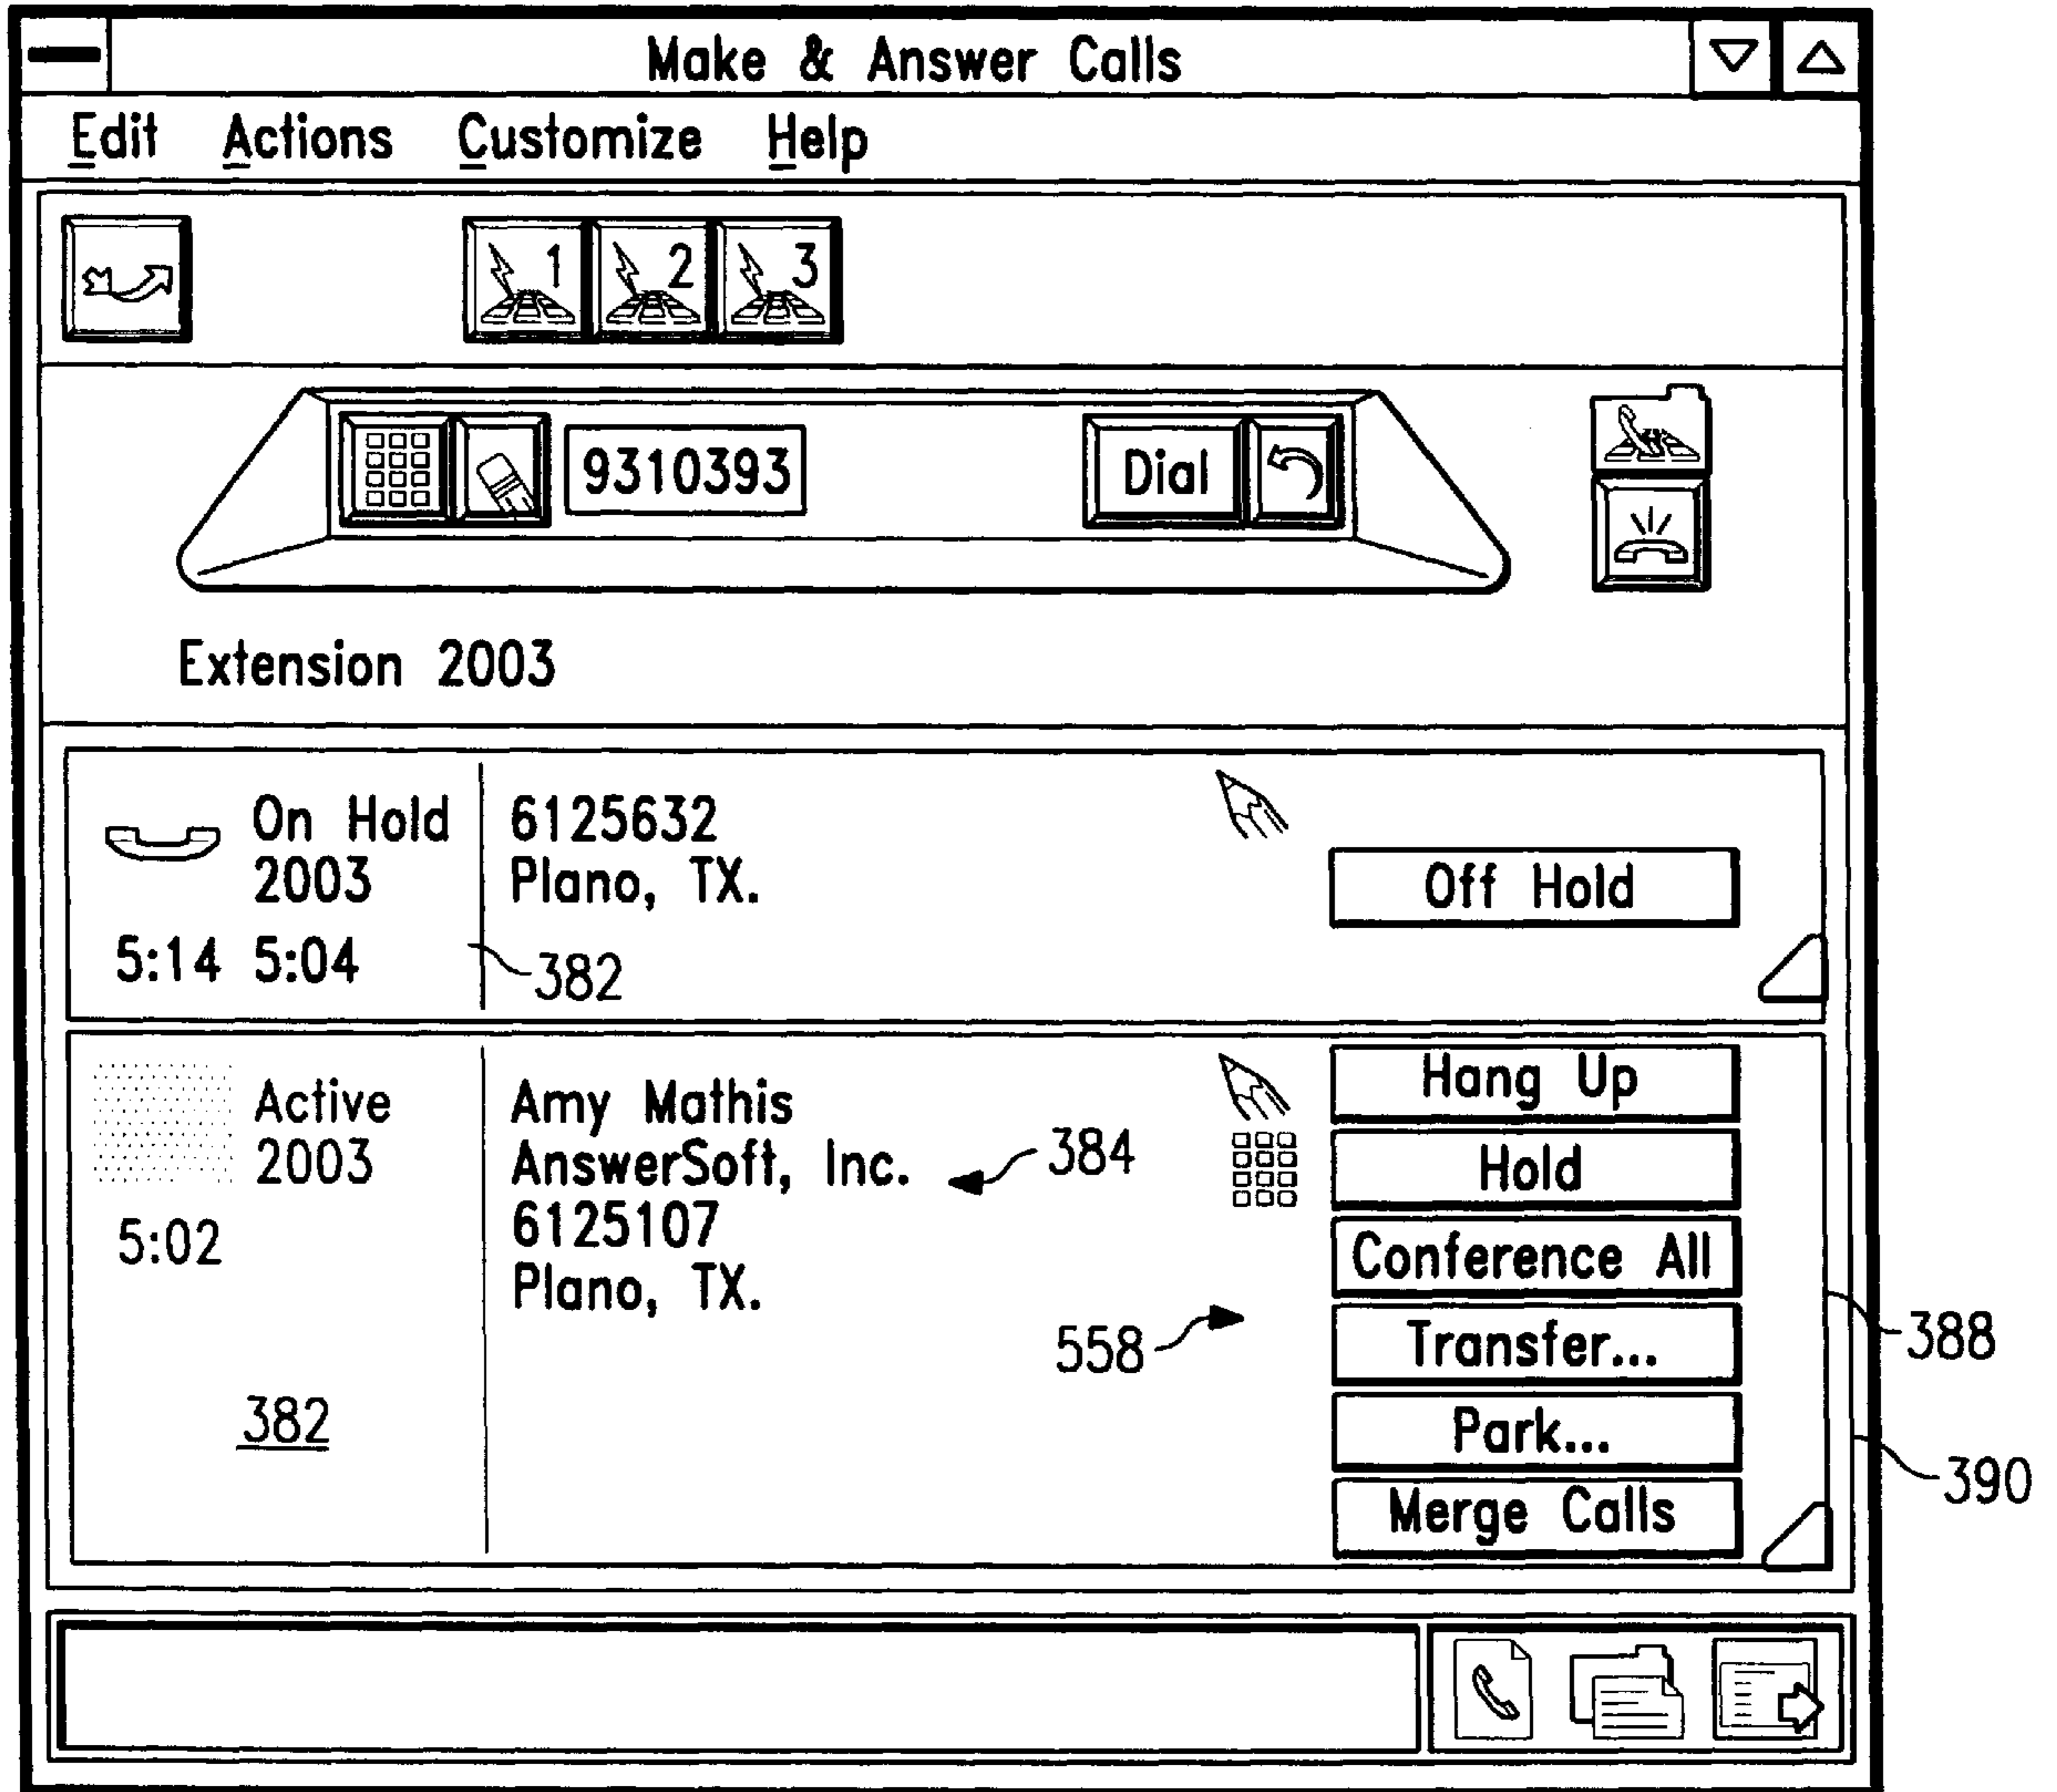 Make & Answer Calls
Edit Actions Customize Help
1 2 3
9310393 Dial
Extension 2003
On Hold
2003
5:14 5:04
382
6125632
Plano, TX.
Off Hold
Active
2003
5:02
382
Amy Mathis
AnswerSoft, Inc.
6125107
Plano, TX.
384
558
Hang Up
Hold
Conference All
Transfer...
Park...
Merge Calls
388
390